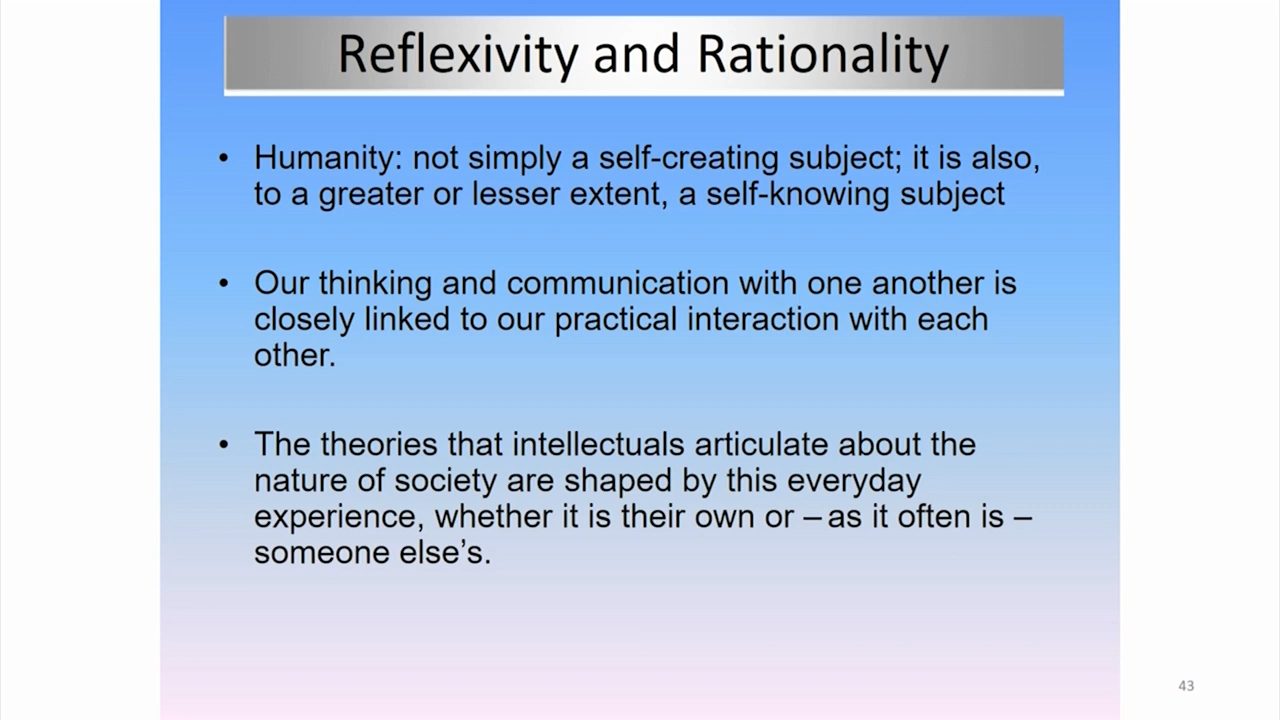 Reflexivity and Rationality
• Humanity: not simply a self-creating subject; it is also,
to a greater or lesser extent, a self-knowing subject
• Our thinking and communication with one another is
closely linked to our practical interaction with each
other.
• The theories that intellectuals articulate about the
nature of society are shaped by this everyday
experience, whether it is their own or – as it often is –
someone else’s.
43